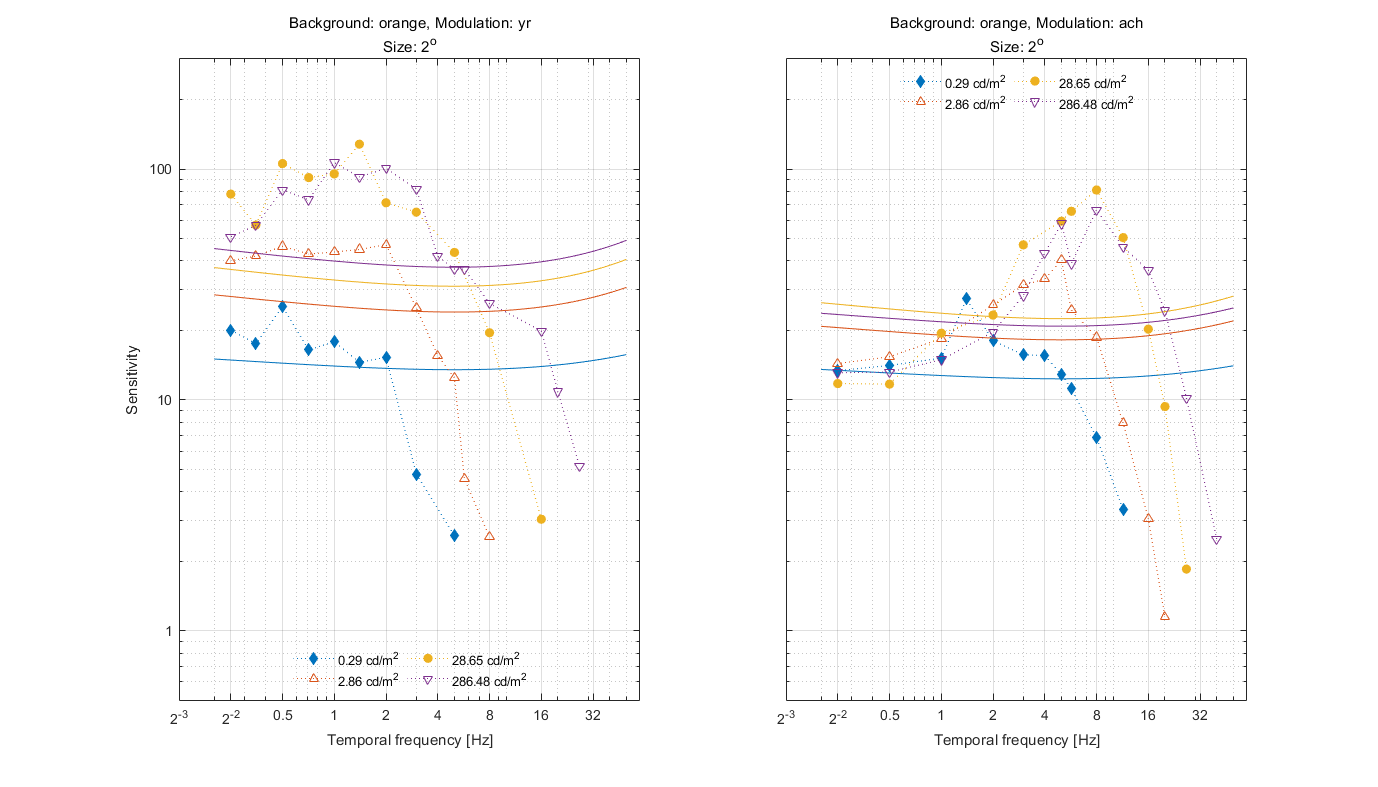 Background: orange, Modulation: yr
Size: 2°
Sensitivity
100
10
1
0.29 cd/m²
28.65 cd/m²
2.86 cd/m²
286.48 cd/m²
2⁻³ 2⁻² 0.5 1 2 4 8 16 32
Temporal frequency [Hz]
Background: orange, Modulation: ach
Size: 2°
0.29 cd/m²
28.65 cd/m²
2.86 cd/m²
286.48 cd/m²
2⁻³ 2⁻² 0.5 1 2 4 8 16 32
Temporal frequency [Hz]